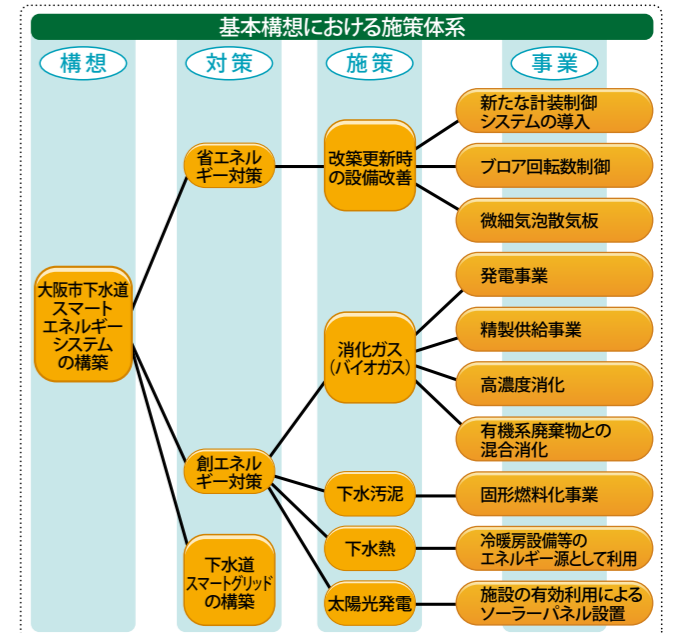 基本構想における施策体系
構想
対策
施策
事業
大阪市下水道
スマート
エネルギー
システム
の構築
省エネル
ギー対策
創エネル
ギー対策
下水道
スマートグリッド
の構築
改築更新時
の設備改善
消化ガス
(バイオガス)
下水汚泥
下水熱
太陽光発電
新たな計装制御
システムの導入
ブロア回転数制御
微細気泡散気板
発電事業
精製供給事業
高濃度消化
有機系廃棄物との
混合消化
固形燃料化事業
冷暖房設備等の
エネルギー源として利用
施設の有効利用による
ソーラーパネル設置